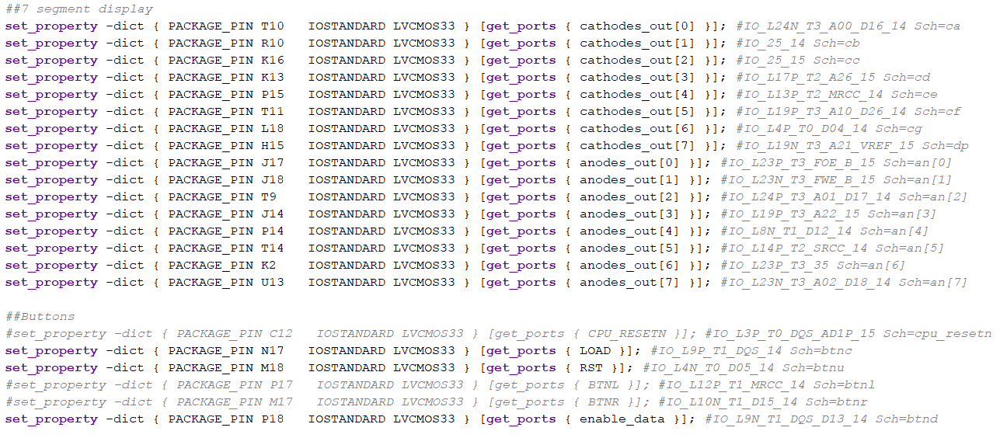 ##7 segment display
set_property -dict { PACKAGE_PIN T10   IOSTANDARD LVCMOS33 } [get_ports { cathodes_out[0] }]; #IO_L24N_T3_A00_D16_14 Sch=ca
set_property -dict { PACKAGE_PIN R10   IOSTANDARD LVCMOS33 } [get_ports { cathodes_out[1] }]; #IO_25_14 Sch=cb
set_property -dict { PACKAGE_PIN K16   IOSTANDARD LVCMOS33 } [get_ports { cathodes_out[2] }]; #IO_25_15 Sch=cc
set_property -dict { PACKAGE_PIN K13   IOSTANDARD LVCMOS33 } [get_ports { cathodes_out[3] }]; #IO_L17P_T2_A26_15 Sch=cd
set_property -dict { PACKAGE_PIN P15   IOSTANDARD LVCMOS33 } [get_ports { cathodes_out[4] }]; #IO_L13P_T2_MRCC_14 Sch=ce
set_property -dict { PACKAGE_PIN T11   IOSTANDARD LVCMOS33 } [get_ports { cathodes_out[5] }]; #IO_L19P_T3_A10_D26_14 Sch=cf
set_property -dict { PACKAGE_PIN L18   IOSTANDARD LVCMOS33 } [get_ports { cathodes_out[6] }]; #IO_L4P_T0_D04_14 Sch=cg
set_property -dict { PACKAGE_PIN H15   IOSTANDARD LVCMOS33 } [get_ports { cathodes_out[7] }]; #IO_L19N_T3_A21_VREF_15 Sch=dp
set_property -dict { PACKAGE_PIN J17   IOSTANDARD LVCMOS33 } [get_ports { anodes_out[0] }]; #IO_L23P_T3_FOE_B_15 Sch=an[0]
set_property -dict { PACKAGE_PIN J18   IOSTANDARD LVCMOS33 } [get_ports { anodes_out[1] }]; #IO_L23N_T3_FWE_B_15 Sch=an[1]
set_property -dict { PACKAGE_PIN T9    IOSTANDARD LVCMOS33 } [get_ports { anodes_out[2] }]; #IO_L24P_T3_A01_D17_14 Sch=an[2]
set_property -dict { PACKAGE_PIN J14   IOSTANDARD LVCMOS33 } [get_ports { anodes_out[3] }]; #IO_L19P_T3_A22_15 Sch=an[3]
set_property -dict { PACKAGE_PIN P14   IOSTANDARD LVCMOS33 } [get_ports { anodes_out[4] }]; #IO_L8N_T1_D12_14 Sch=an[4]
set_property -dict { PACKAGE_PIN T14   IOSTANDARD LVCMOS33 } [get_ports { anodes_out[5] }]; #IO_L14P_T2_SRCC_14 Sch=an[5]
set_property -dict { PACKAGE_PIN K2    IOSTANDARD LVCMOS33 } [get_ports { anodes_out[6] }]; #IO_L23P_T3_35 Sch=an[6]
set_property -dict { PACKAGE_PIN U13   IOSTANDARD LVCMOS33 } [get_ports { anodes_out[7] }]; #IO_L23N_T3_A02_D18_14 Sch=an[7]

##Buttons
#set_property -dict { PACKAGE_PIN C12   IOSTANDARD LVCMOS33 } [get_ports { CPU_RESETN }]; #IO_L3P_T0_DQS_AD1P_15 Sch=cpu_resetn
set_property -dict { PACKAGE_PIN N17   IOSTANDARD LVCMOS33 } [get_ports { LOAD }]; #IO_L9P_T1_DQS_14 Sch=btnc
set_property -dict { PACKAGE_PIN M18   IOSTANDARD LVCMOS33 } [get_ports { RST }]; #IO_L4N_T0_D05_14 Sch=btnu
#set_property -dict { PACKAGE_PIN P17   IOSTANDARD LVCMOS33 } [get_ports { BTNL }]; #IO_L12P_T1_MRCC_14 Sch=btnl
#set_property -dict { PACKAGE_PIN M17   IOSTANDARD LVCMOS33 } [get_ports { BTNR }]; #IO_L10N_T1_D15_14 Sch=btnr
set_property -dict { PACKAGE_PIN P18   IOSTANDARD LVCMOS33 } [get_ports { enable_data }]; #IO_L9N_T1_DQS_D13_14 Sch=btnd